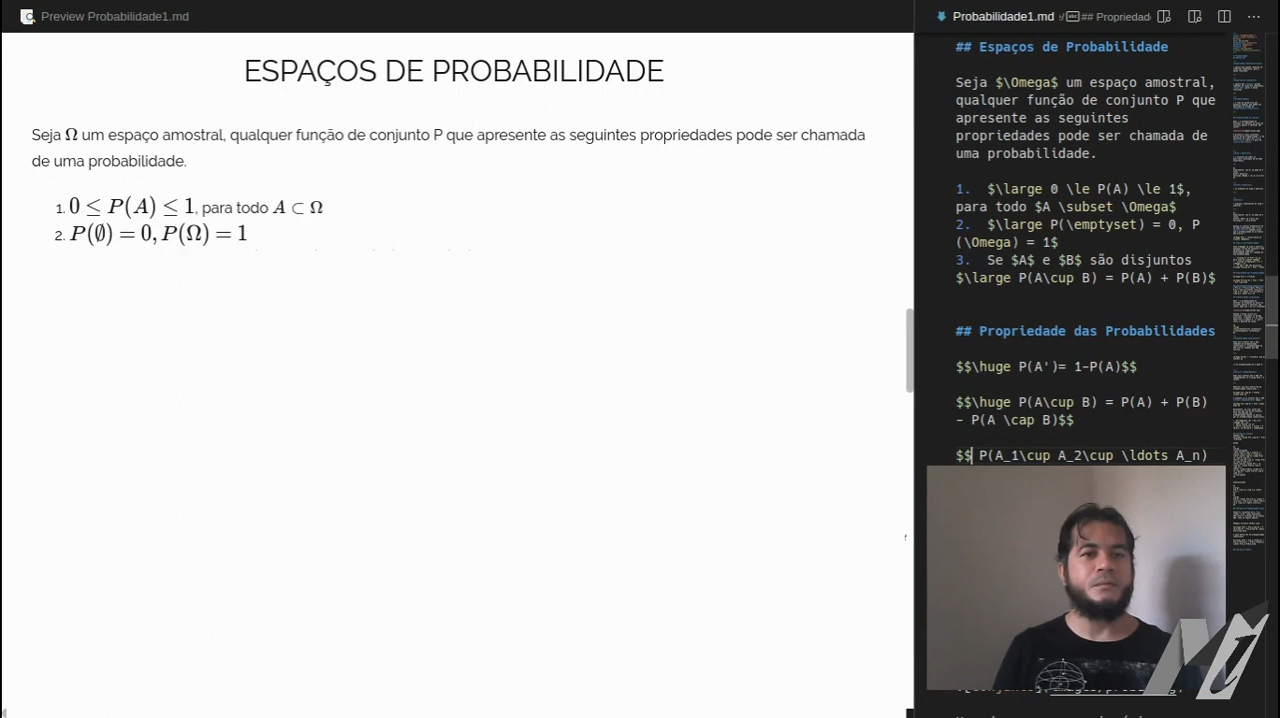 Preview Probabilidade1.md
Probabilidade1.md
## Propriedad
ESPAÇOS DE PROBABILIDADE
Seja Ω um espaço amostral, qualquer função de conjunto P que apresente as seguintes propriedades pode ser chamada
de uma probabilidade.
1. 0 ≤ P(A) ≤ 1, para todo A ⊂ Ω
2. P(∅) = 0, P(Ω) = 1
## Espaços de Probabilidade
Seja $\Omega$ um espaço amostral,
qualquer função de conjunto P que
apresente as seguintes
propriedades pode ser chamada de
uma probabilidade.
1. $\large 0 \le P(A) \le 1$,
para todo $A \subset \Omega$
2. $\large P(\emptyset) = 0, P
(\Omega) = 1$
3. Se $A$ e $B$ são disjuntos
$\large P(A\cup B) = P(A) + P(B)$
## Propriedade das Probabilidades
$$\huge P(A')= 1-P(A)$$
$$\huge P(A\cup B) = P(A) + P(B)
- P(A \cap B)$$
$$ P(A_1\cup A_2\cup \ldots A_n)